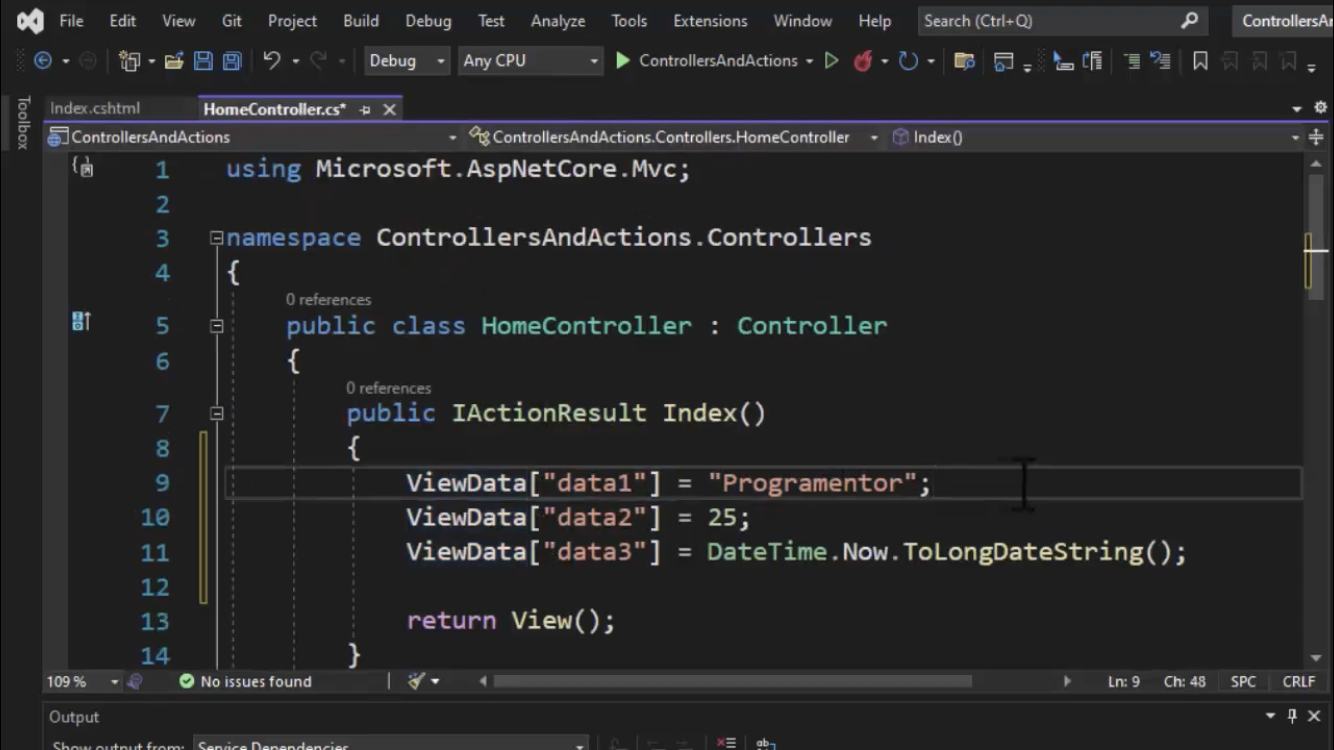 File Edit View Git Project Build Debug Test Analyze Tools Extensions Window Help Search (Ctrl+Q) ControllersAn
Debug Any CPU ControllersAndActions
Toolbox
Index.cshtml HomeController.cs*
ControllersAndActions ControllersAndActions.Controllers.HomeController Index()
1 using Microsoft.AspNetCore.Mvc;
2
3 namespace ControllersAndActions.Controllers
4 {
0 references
5 public class HomeController : Controller
6 {
0 references
7 public IActionResult Index()
8 {
9 ViewData["data1"] = "Programentor";
10 ViewData["data2"] = 25;
11 ViewData["data3"] = DateTime.Now.ToLongDateString();
12
13 return View();
14 }
109 % No issues found Ln: 9 Ch: 48 SPC CRLF
Output
Show output from: Service Dependencies